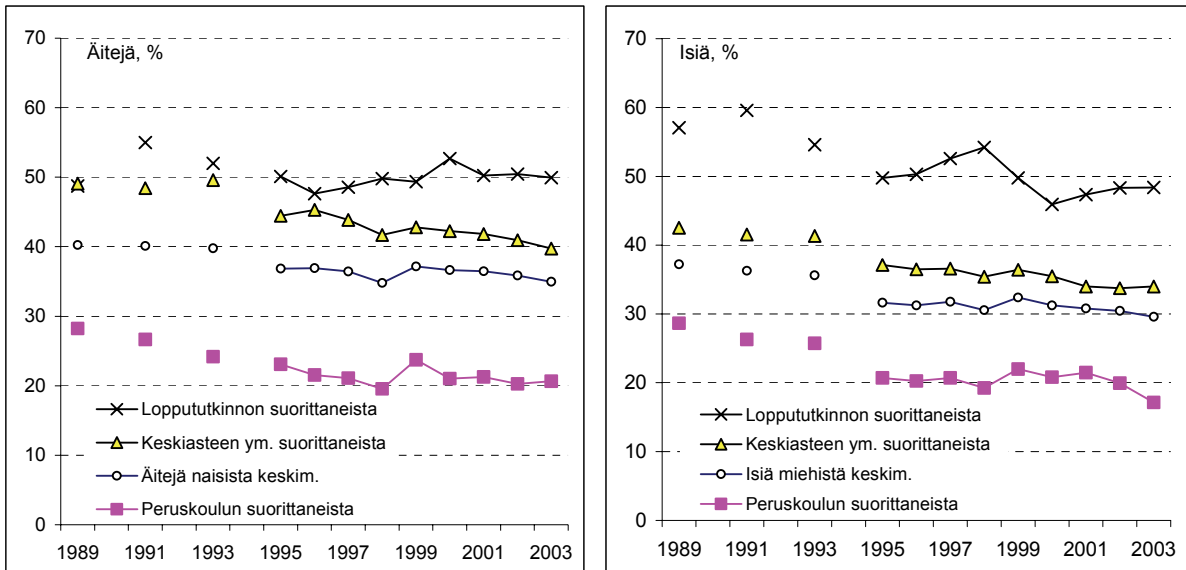 Äitejä, %
70
60
50
40
30
20
10
0
Loppututkinnon suorittaneista
Keskiasteen ym. suorittaneista
Äitejä naisista keskim.
Peruskoulun suorittaneista
1989 1991 1993 1995 1997 1999 2001 2003
Isiä, %
70
60
50
40
30
20
10
0
Loppututkinnon suorittaneista
Keskiasteen ym. suorittaneista
Isiä miehistä keskim.
Peruskoulun suorittaneista
1989 1991 1993 1995 1997 1999 2001 2003